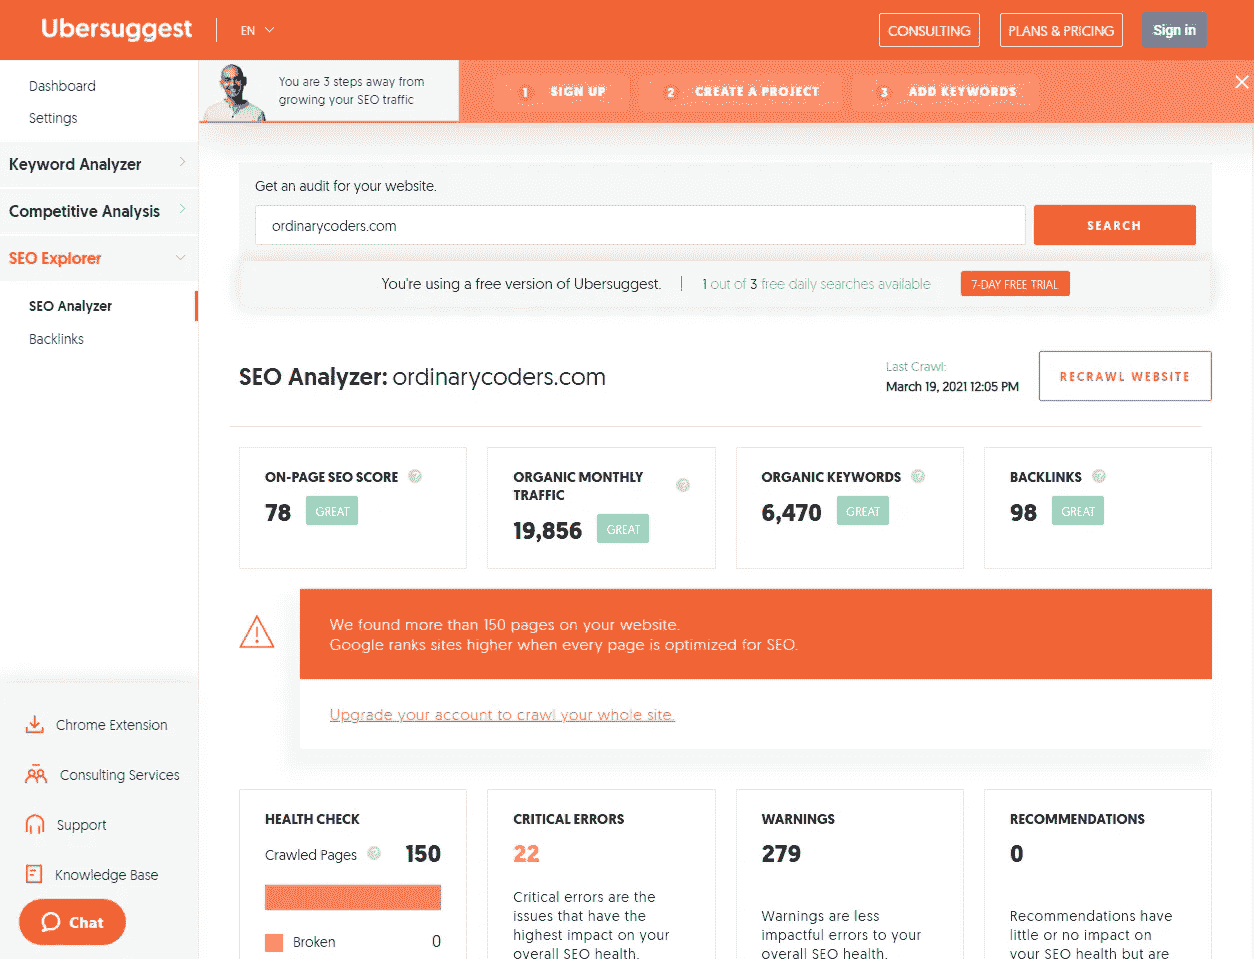 Ubersuggest
EN
CONSULTING
PLANS & PRICING
Sign in
Dashboard
Settings
Keyword Analyzer
Competitive Analysis
SEO Explorer
SEO Analyzer
Backlinks
Chrome Extension
Consulting Services
Support
Knowledge Base
Chat
You are 3 steps away from
growing your SEO traffic
1 SIGN UP
2 CREATE A PROJECT
3 ADD KEYWORDS
Get an audit for your website.
ordinarycoders.com
SEARCH
You're using a free version of Ubersuggest.
1 out of 3 free daily searches available
7-DAY FREE TRIAL
SEO Analyzer: ordinarycoders.com
Last Crawl:
March 19, 2021 12:05 PM
RECRAWL WEBSITE
ON-PAGE SEO SCORE
78 GREAT
ORGANIC MONTHLY
TRAFFIC
19,856 GREAT
ORGANIC KEYWORDS
6,470 GREAT
BACKLINKS
98 GREAT
We found more than 150 pages on your website.
Google ranks sites higher when every page is optimized for SEO.
Upgrade your account to crawl your whole site.
HEALTH CHECK
Crawled Pages 150
Broken 0
CRITICAL ERRORS
22
Critical errors are the
issues that have the
highest impact on your
overall SEO health.
WARNINGS
279
Warnings are less
impactful errors to your
overall SEO health.
RECOMMENDATIONS
0
Recommendations have
little or no impact on
your SEO health but are